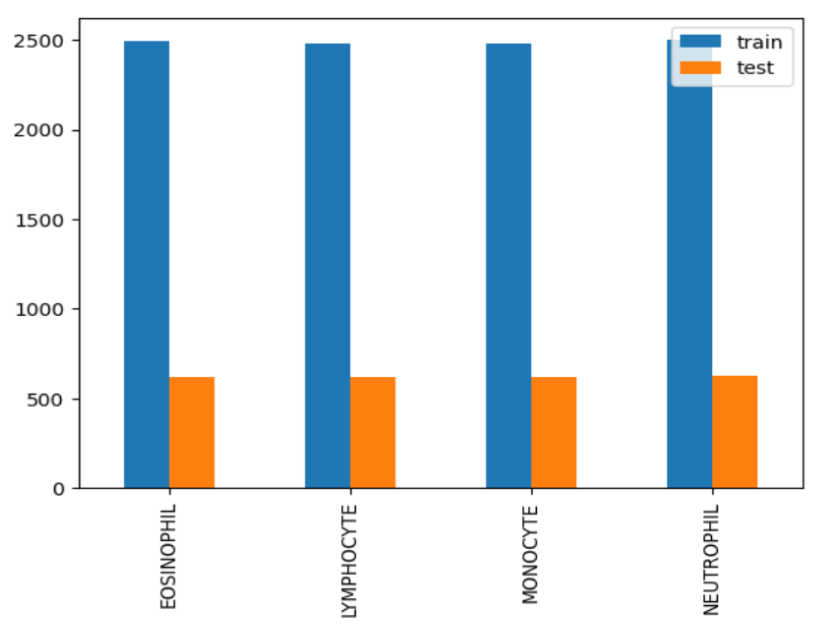 2500
2000
1500
1000
500
0
train
test
EOSINOPHIL
LYMPHOCYTE
MONOCYTE
NEUTROPHIL